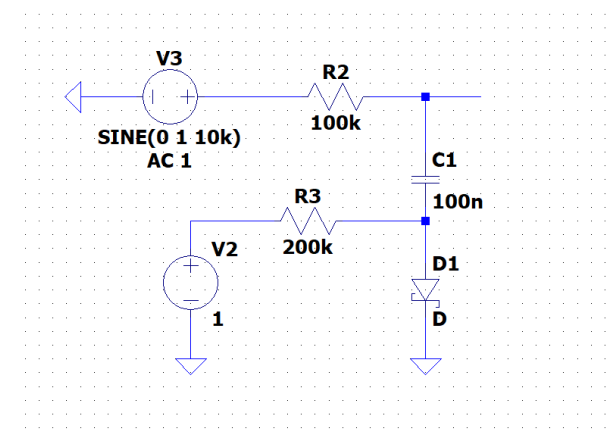 V3
SINE(0 1 10k)
AC 1
R2
100k
C1
100n
R3
200k
V2
1
D1
D